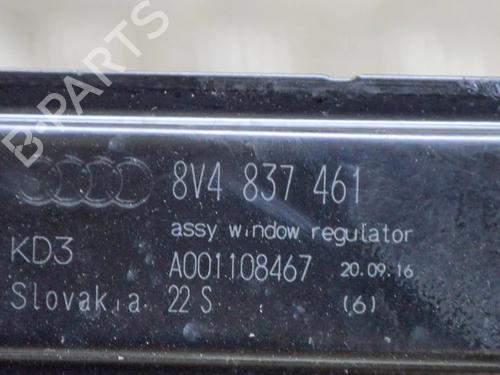 B-PARTS
8V4 837 461
assy window regulator
KD3 A001108467 20.09.16
Slovakia 22 S (6)